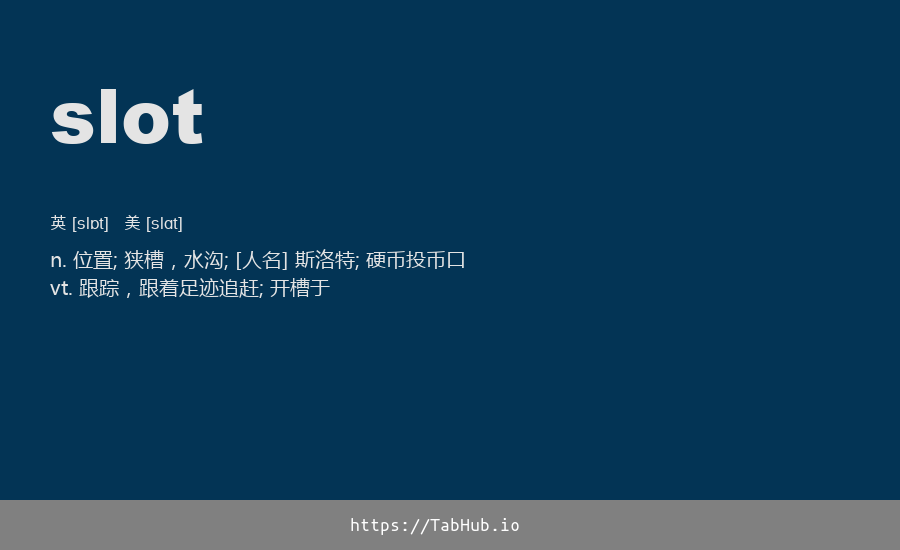 slot
英 [slɒt] 美 [slɑt]
n. 位置; 狭槽，水沟; [人名] 斯洛特; 硬币投币口
vt. 跟踪，跟着足迹追赶; 开槽于
https://TabHub.io